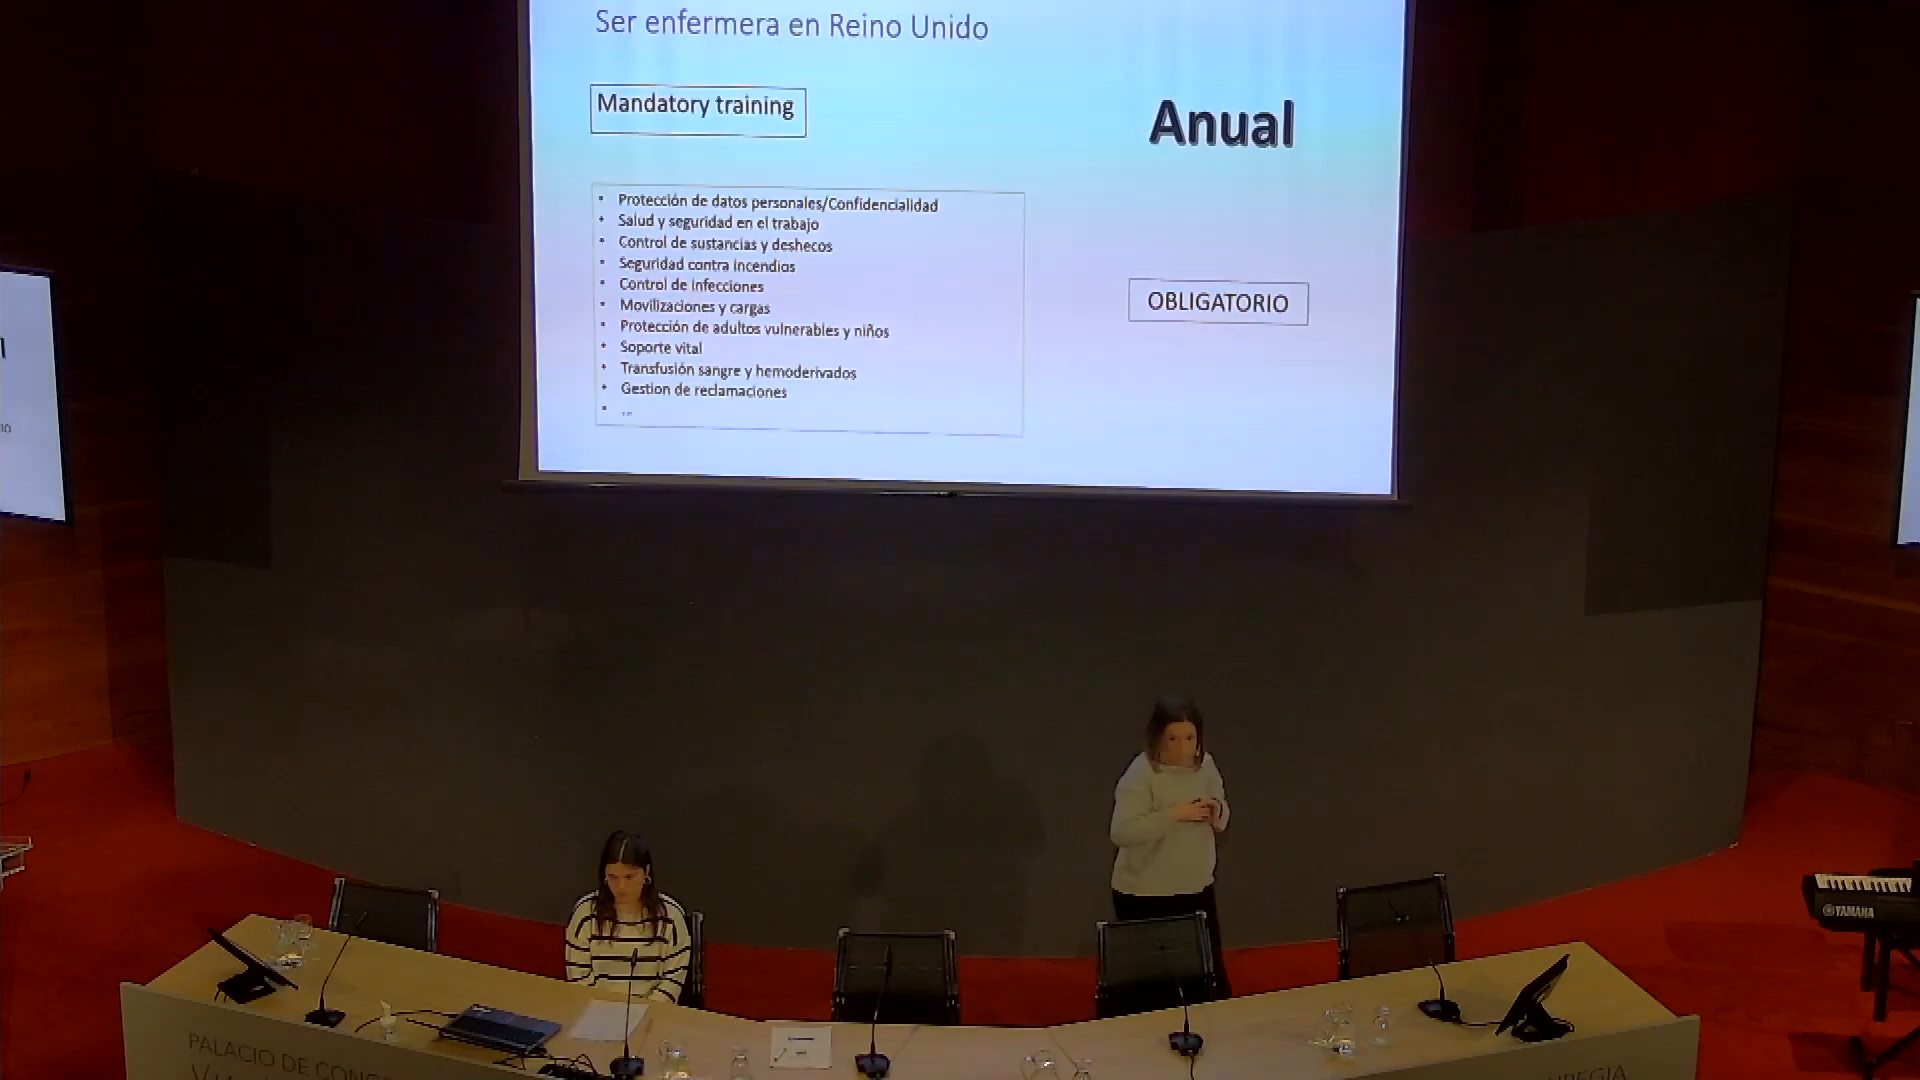 Ser enfermera en Reino Unido
Mandatory training
Anual
• Protección de datos personales/Confidencialidad
• Salud y seguridad en el trabajo
• Control de sustancias y deshecos
• Seguridad contra incendios
• Control de infecciones
• Movilizaciones y cargas
• Protección de adultos vulnerables y niños
• Soporte vital
• Transfusión sangre y hemoderivados
• Gestion de reclamaciones
• ...
OBLIGATORIO
YAMAHA
PALACIO DE